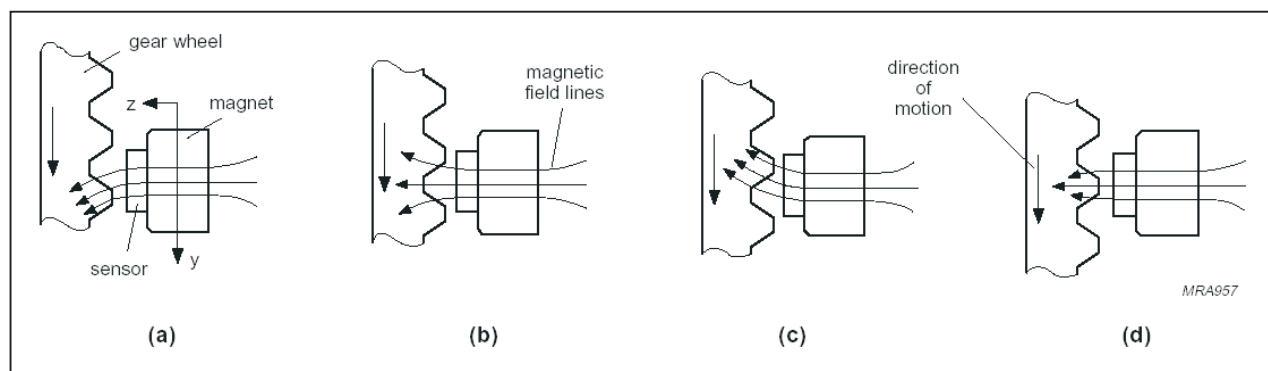 gear wheel
z
magnet
sensor
y
(a)
magnetic
field lines
(b)
(c)
direction
of
motion
MRA957
(d)